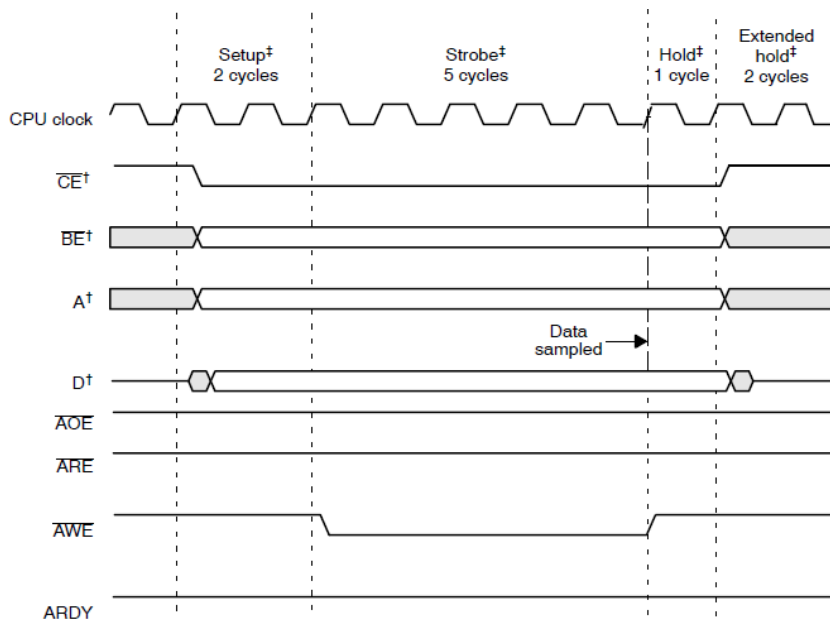 Setup‡
2 cycles
Strobe‡
5 cycles
Hold‡
1 cycle
Extended
hold‡
2 cycles
CPU clock
CE†
BE†
A†
Data
sampled
D†
AOE
ARE
AWE
ARDY